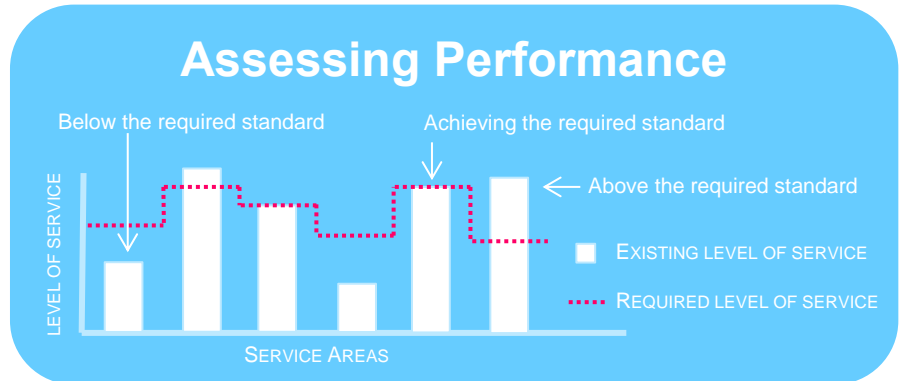 Assessing Performance
Below the required standard
Achieving the required standard
Above the required standard
LEVEL OF SERVICE
EXISTING LEVEL OF SERVICE
REQUIRED LEVEL OF SERVICE
SERVICE AREAS